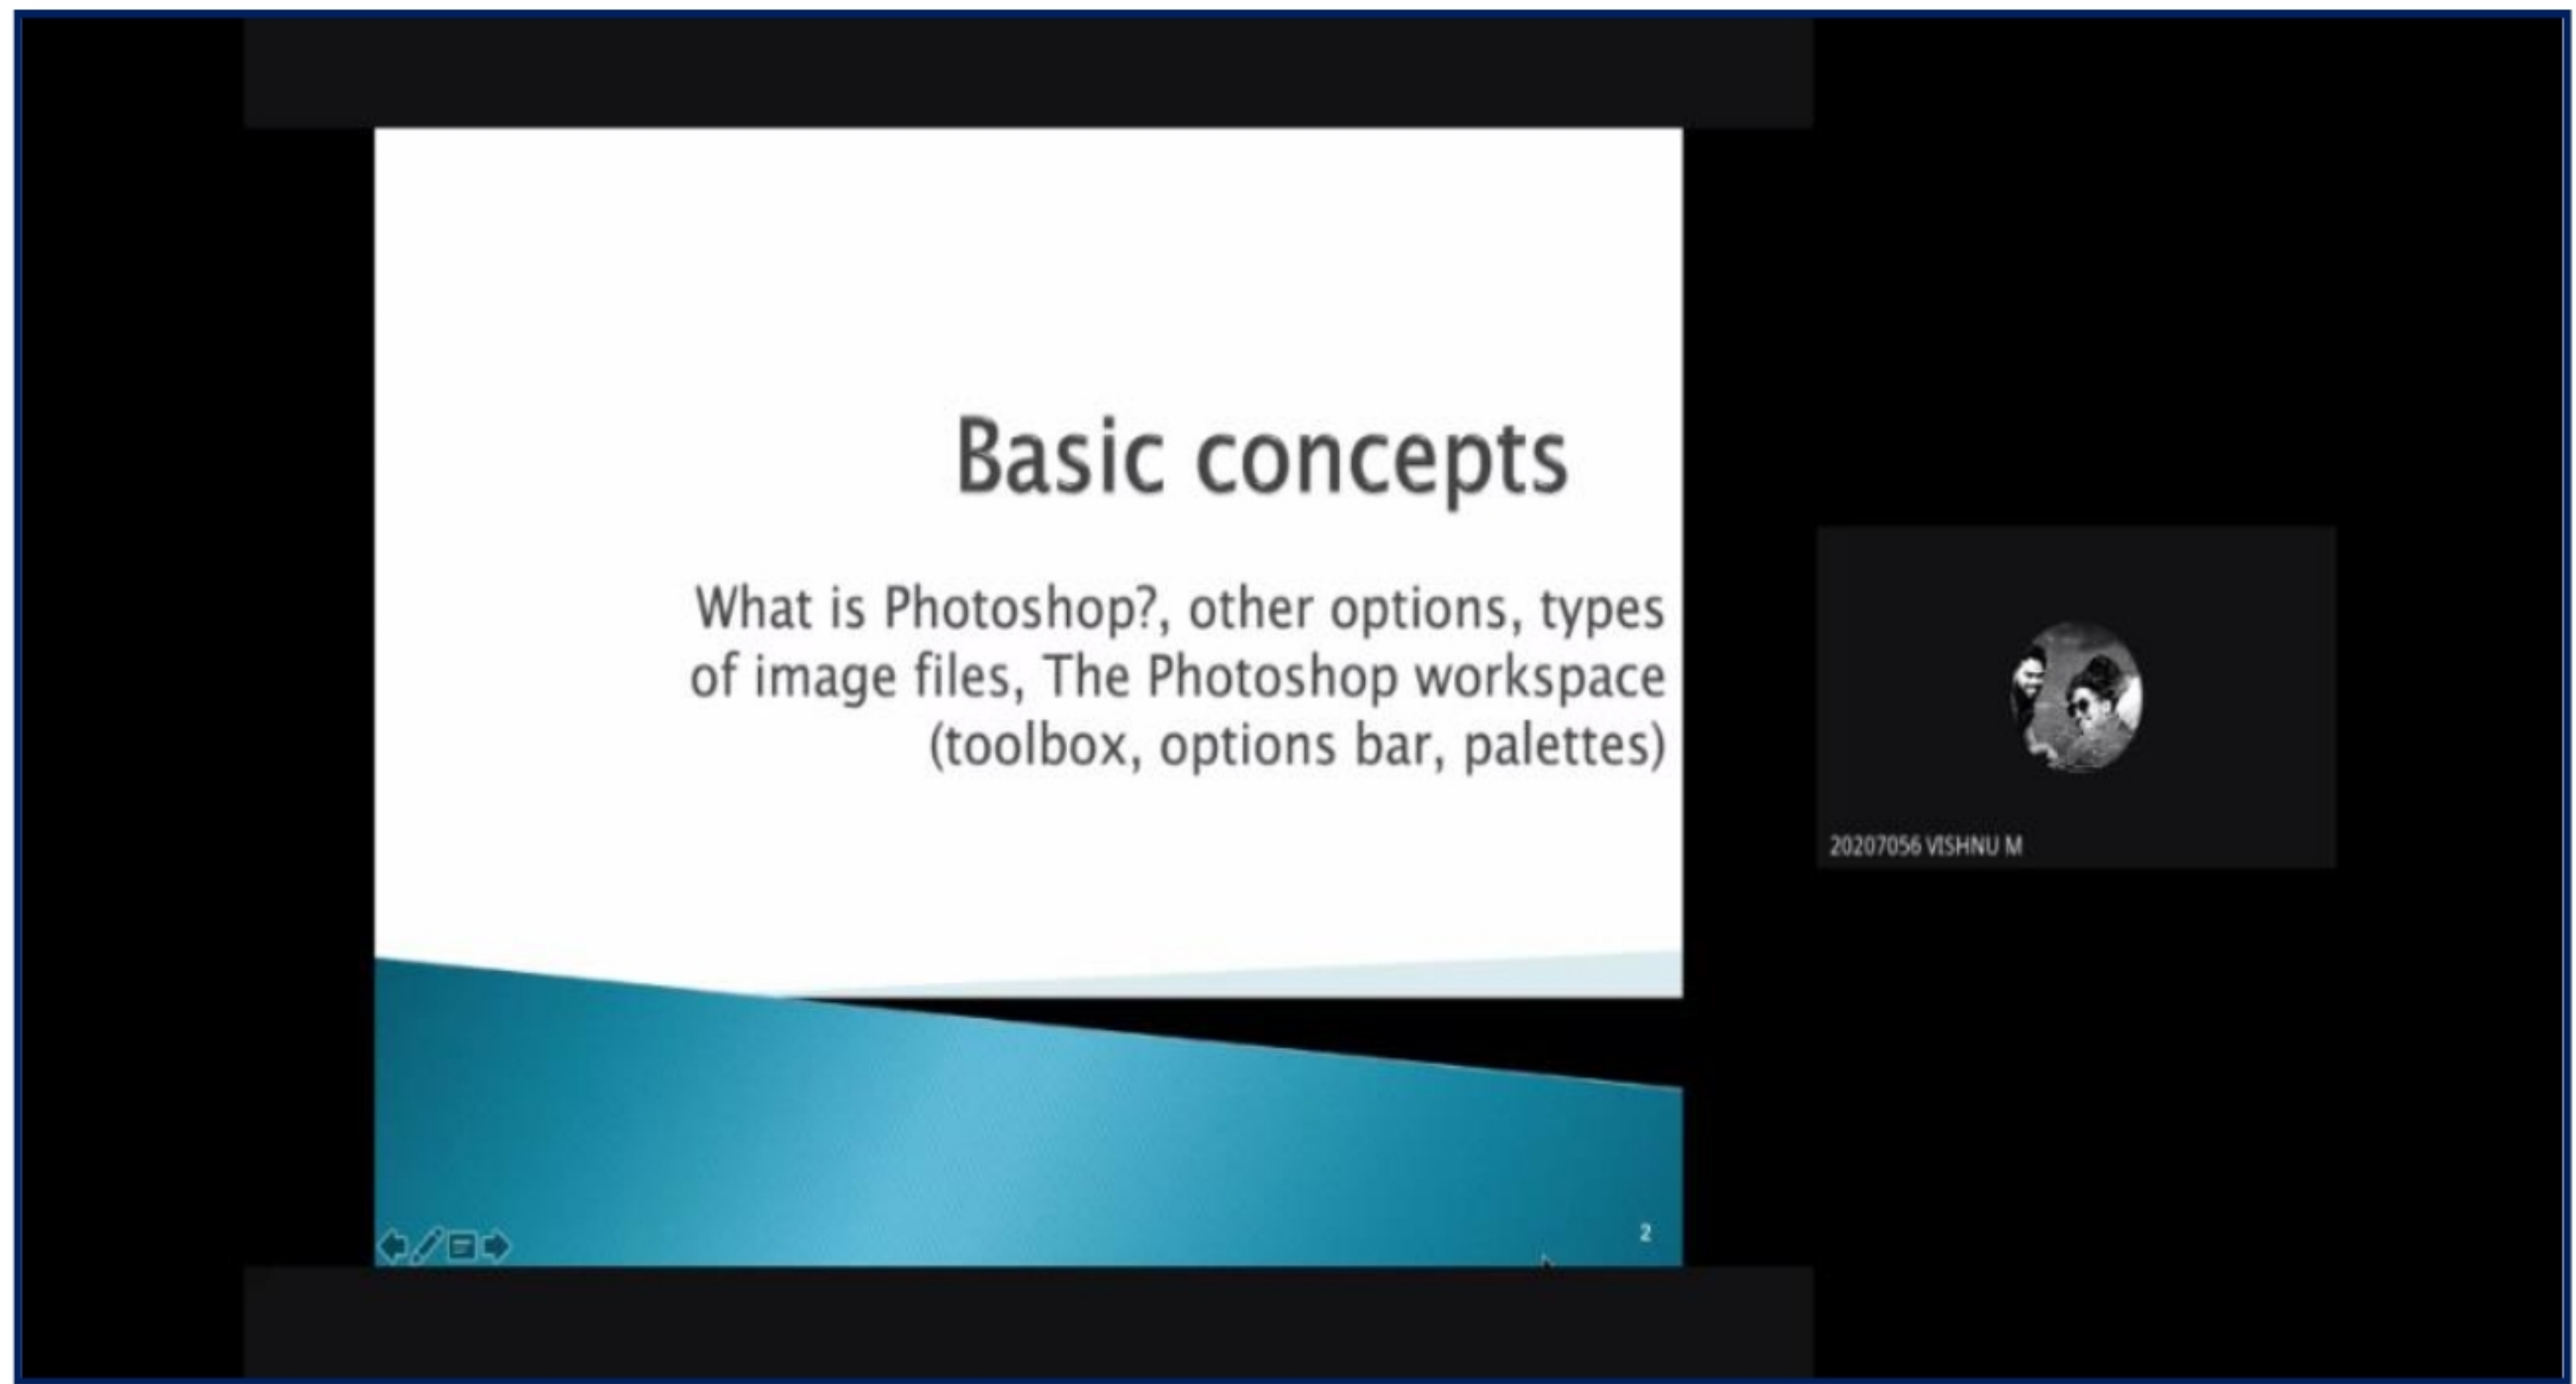 Basic concepts
What is Photoshop?, other options, types
of image files, The Photoshop workspace
(toolbox, options bar, palettes)
20207056 VISHNU M
2